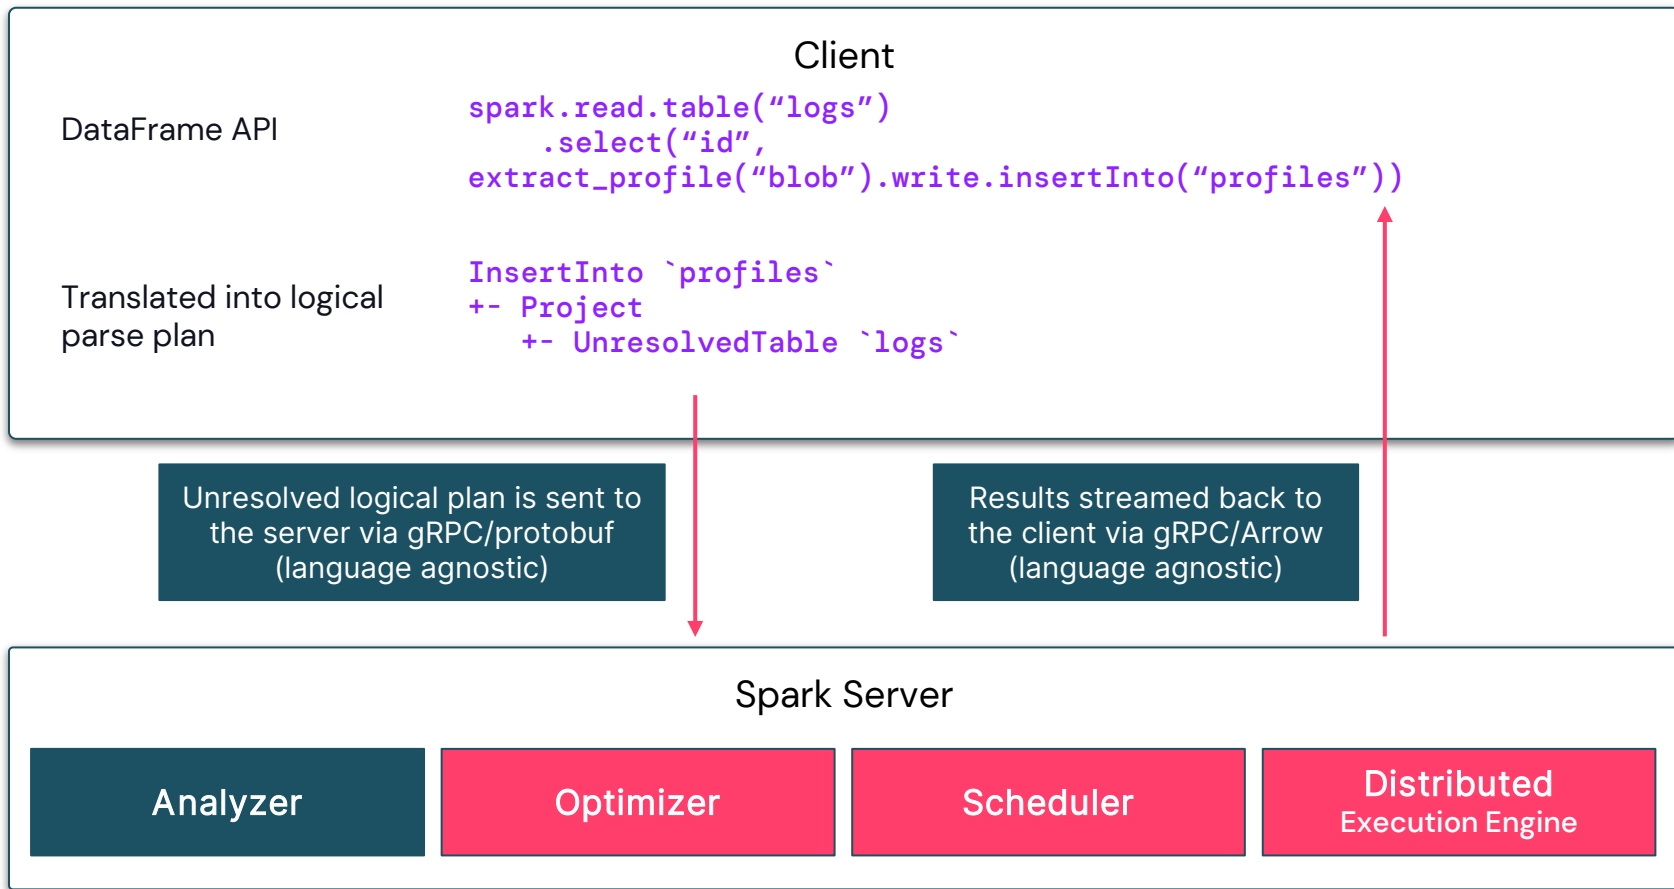 Client
DataFrame API
spark.read.table(“logs”)
    .select(“id”,
extract_profile(“blob”).write.insertInto(“profiles”))
Translated into logical
parse plan
InsertInto `profiles`
+- Project
   +- UnresolvedTable `logs`
Unresolved logical plan is sent to
the server via gRPC/protobuf
(language agnostic)
Results streamed back to
the client via gRPC/Arrow
(language agnostic)
Spark Server
Analyzer
Optimizer
Scheduler
Distributed
Execution Engine